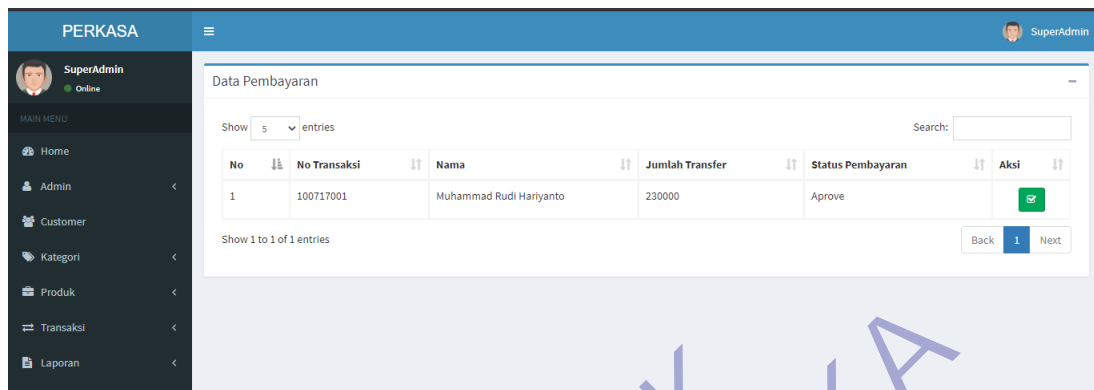 PERKASA
SuperAdmin
SuperAdmin
Online
MAIN MENU
Home
Admin
Customer
Kategori
Produk
Transaksi
Laporan
Data Pembayaran
Show 5 entries
Search:
No No Transaksi Nama Jumlah Transfer Status Pembayaran Aksi
1 100717001 Muhammad Rudi Hariyanto 230000 Aprove
Show 1 to 1 of 1 entries
Back 1 Next